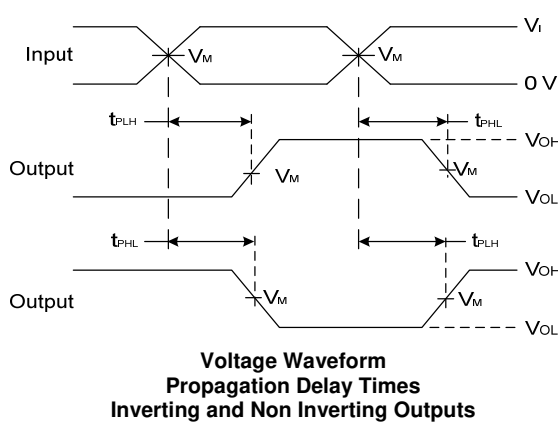 VI
Input VM VM
0 V
tPLH tPHL
VOH
Output VM VM
VOL
tPHL tPLH
VOH
Output VM VM
VOL
Voltage Waveform
Propagation Delay Times
Inverting and Non Inverting Outputs